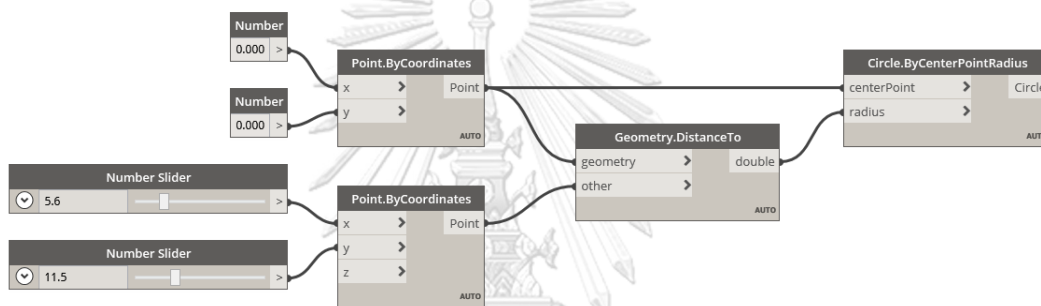 Number
0.000 >
Point.ByCoordinates
x > Point
y >
AUTO
Number
0.000 >
Circle.ByCenterPointRadius
centerPoint > Circle
radius >
AUT
Geometry.DistanceTo
geometry > double
other >
AUTO
Number Slider
5.6 >
Number Slider
11.5 >
Point.ByCoordinates
x > Point
y >
z >
AUTO